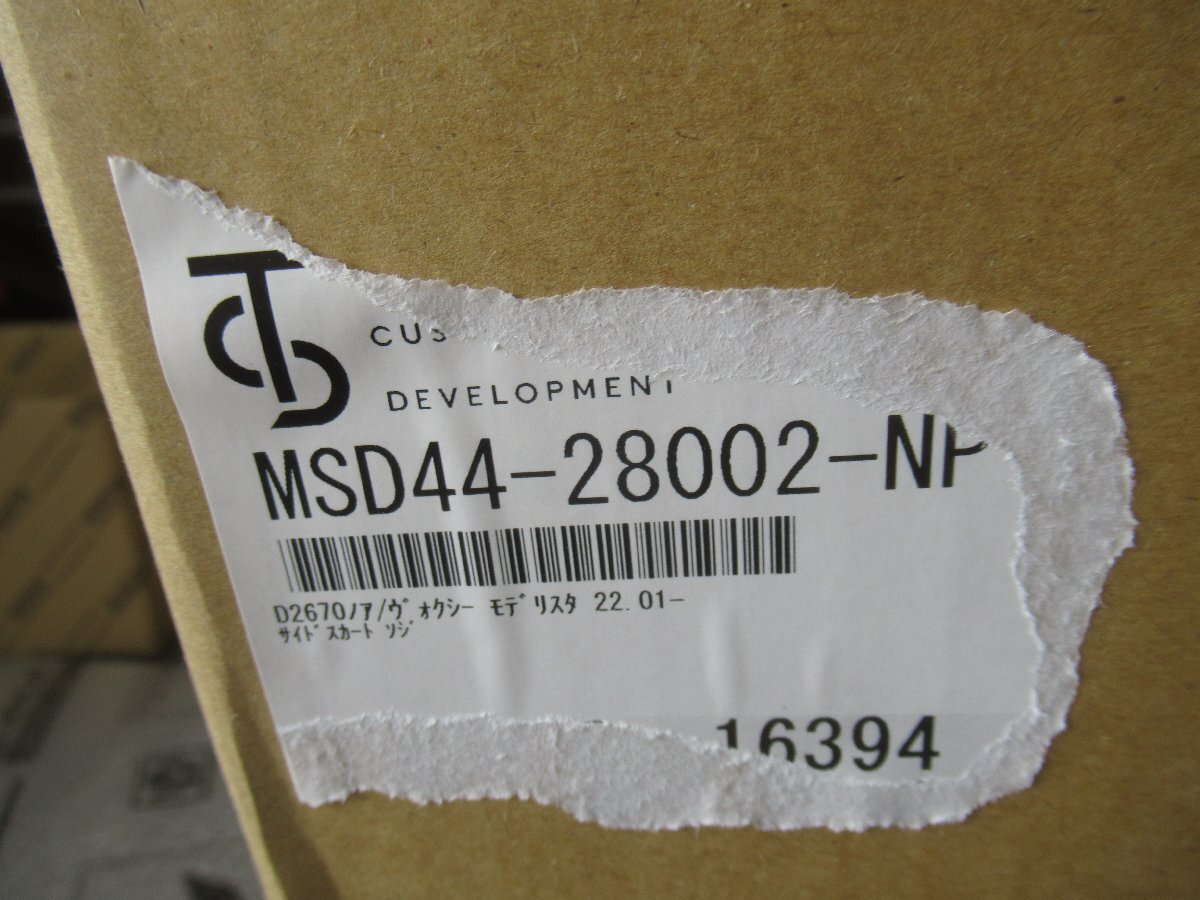 CUS
DEVELOPMENT
MSD44-28002-NP
D2670ﾉｱ/ｳﾞｫｸｼｰ ﾓﾃﾞﾘｽﾀ 22.01-
ｻｲﾄﾞｽｶｰﾄ ｿｼﾞ
16394